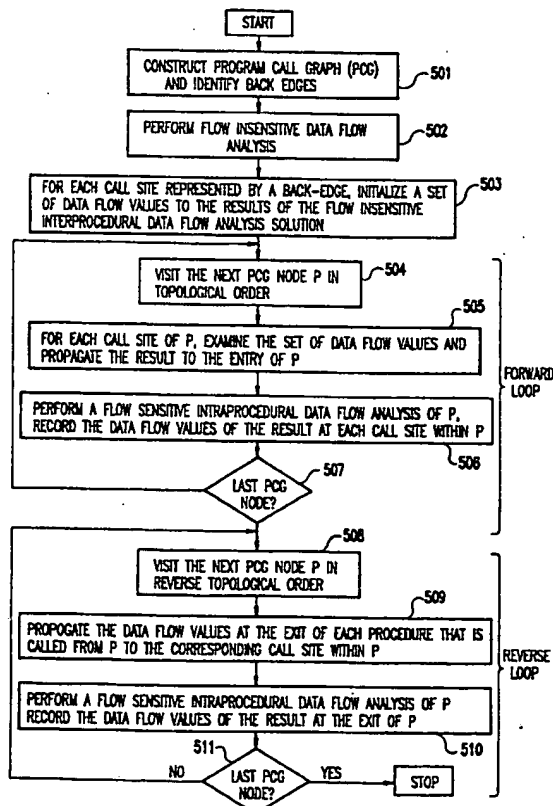 START
CONSTRUCT PROGRAM CALL GRAPH (PCG)
AND IDENTIFY BACK EDGES
501
PERFORM FLOW INSENSITIVE DATA FLOW
ANALYSIS
502
FOR EACH CALL SITE REPRESENTED BY A BACK-EDGE, INITIALIZE A SET
OF DATA FLOW VALUES TO THE RESULTS OF THE FLOW INSENSITIVE
INTERPROCEDURAL DATA FLOW ANALYSIS SOLUTION
503
VISIT THE NEXT PCG NODE P IN
TOPOLOGICAL ORDER
504
505
FOR EACH CALL SITE OF P, EXAMINE THE SET OF DATA FLOW VALUES AND
PROPAGATE THE RESULT TO THE ENTRY OF P
FORWARD
LOOP
PERFORM A FLOW SENSITIVE INTRAPROCEDURAL DATA FLOW ANALYSIS OF P,
RECORD THE DATA FLOW VALUES OF THE RESULT AT EACH CALL SITE WITHIN P
506
507
LAST PCG
NODE?
508
VISIT THE NEXT PCG NODE P IN
REVERSE TOPOLOGICAL ORDER
509
PROPOGATE THE DATA FLOW VALUES AT THE EXIT OF EACH PROCEDURE THAT IS
CALLED FROM P TO THE CORRESPONDING CALL SITE WITHIN P
REVERSE
LOOP
PERFORM A FLOW SENSITIVE INTRAPROCEDURAL DATA FLOW ANALYSIS OF P
RECORD THE DATA FLOW VALUES OF THE RESULT AT THE EXIT OF P
510
511
NO
LAST PCG
NODE?
YES
STOP